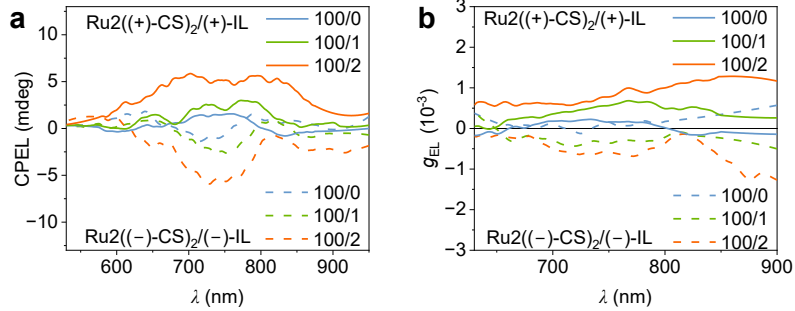 a
Ru2((+)-CS)₂/(+)-IL
100/0
100/1
100/2
10
5
0
−5
−10
CPEL (mdeg)
100/0
100/1
100/2
Ru2((−)-CS)₂/(−)-IL
600 700 800 900
λ (nm)
b
Ru2((+)-CS)₂/(+)-IL
100/0
100/1
100/2
3
2
1
0
−1
−2
−3
gEL (10⁻³)
100/0
100/1
100/2
Ru2((−)-CS)₂/(−)-IL
700 800 900
λ (nm)